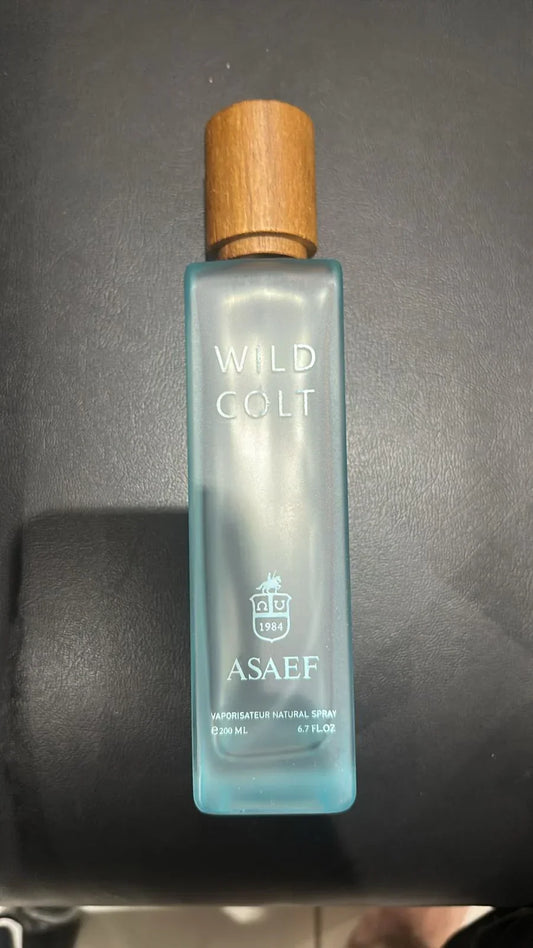 WILD
COLT
1984
ASAEF
VAPORISATEUR NATURAL SPRAY
℮200 ML 6.7 FL.OZ